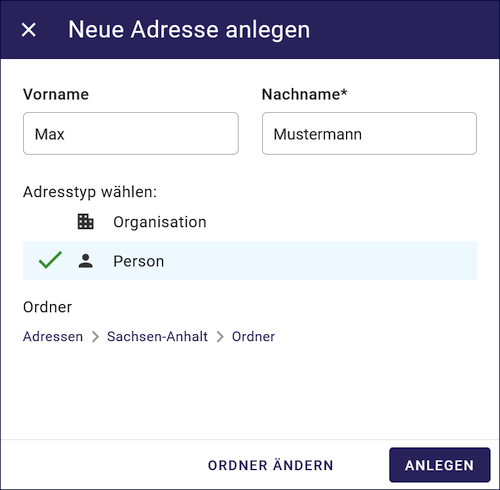 Neue Adresse anlegen
Vorname Nachname*
Max Mustermann
Adresstyp wählen:
Organisation
Person
Ordner
Adressen > Sachsen-Anhalt > Ordner
ORDNER ÄNDERN ANLEGEN